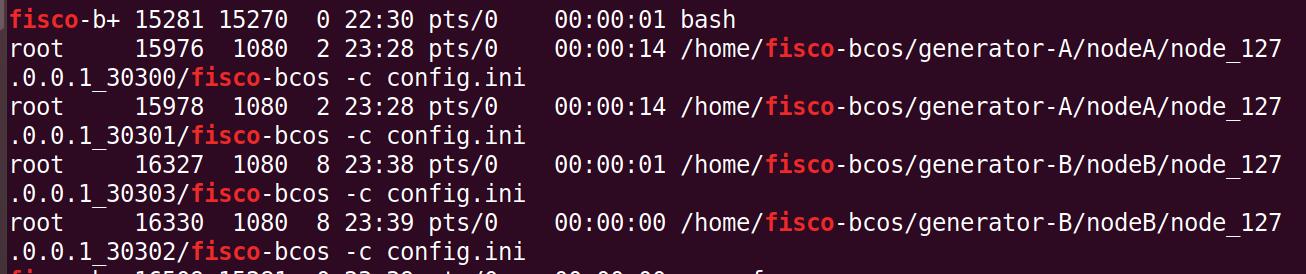 fisco-b+ 15281 15270  0 22:30 pts/0    00:00:01 bash
root     15976  1080  2 23:28 pts/0    00:00:14 /home/fisco-bcos/generator-A/nodeA/node_127
.0.0.1_30300/fisco-bcos -c config.ini
root     15978  1080  2 23:28 pts/0    00:00:14 /home/fisco-bcos/generator-A/nodeA/node_127
.0.0.1_30301/fisco-bcos -c config.ini
root     16327  1080  8 23:38 pts/0    00:00:01 /home/fisco-bcos/generator-B/nodeB/node_127
.0.0.1_30303/fisco-bcos -c config.ini
root     16330  1080  8 23:39 pts/0    00:00:00 /home/fisco-bcos/generator-B/nodeB/node_127
.0.0.1_30302/fisco-bcos -c config.ini